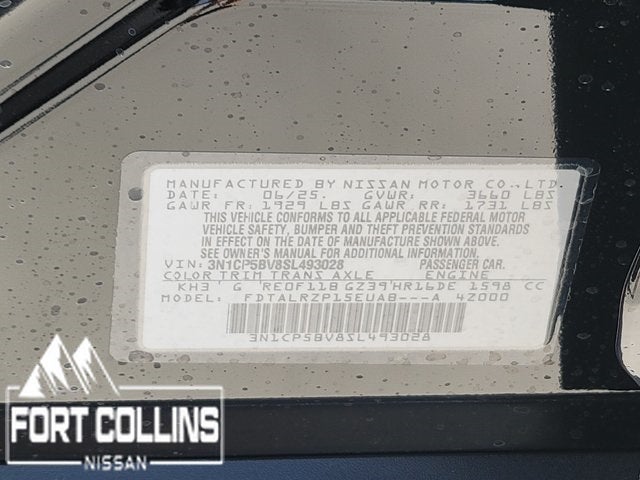 MANUFACTURED BY NISSAN MOTOR CO.,LTD.
DATE: 06/25. GVWR: 3660 LBS
GAWR FR: 1929 LBS GAWR RR: 1731 LBS
THIS VEHICLE CONFORMS TO ALL APPLICABLE FEDERAL MOTOR
VEHICLE SAFETY, BUMPER, AND THEFT PREVENTION STANDARDS
IN EFFECT ON THE DATE OF MANUFACTURE SHOWN ABOVE.
SEE OWNER'S MANUAL FOR ADDITIONAL INFORMATION.
VIN: 3N1CP5BV8SL493028 PASSENGER CAR.
COLOR TRIM TRANS AXLE ENGINE
KH3 G RE0F11B GZ39 HR16DE 1598 CC
MODEL FDTALRZP15EUA8---A 4Z000
3N1CP5BV8SL493028
FORT COLLINS
NISSAN